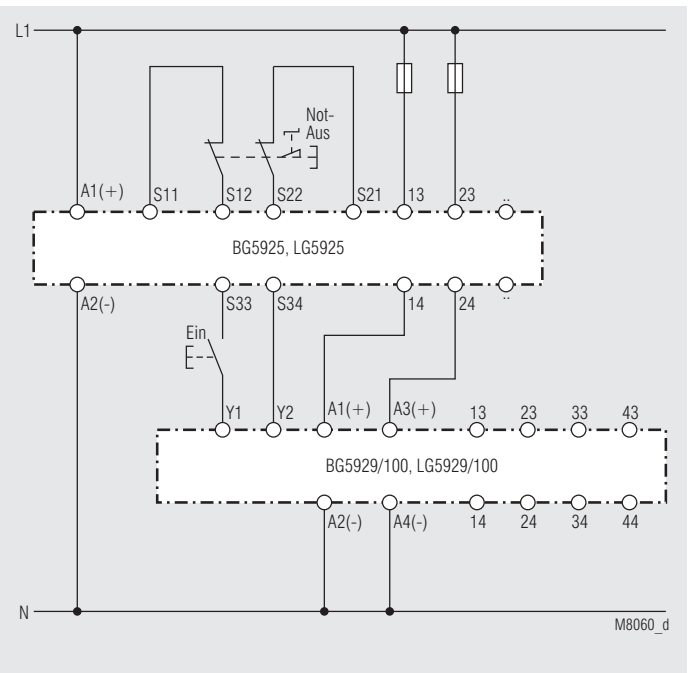 L1
Not-
Aus
A1(+) S11 S12 S22 S21 13 23 ..
BG5925, LG5925
A2(-) S33 S34 14 24 ..
Ein
Y1 Y2 A1(+) A3(+) 13 23 33 43
BG5929/100, LG5929/100
A2(-) A4(-) 14 24 34 44
N
M8060_d